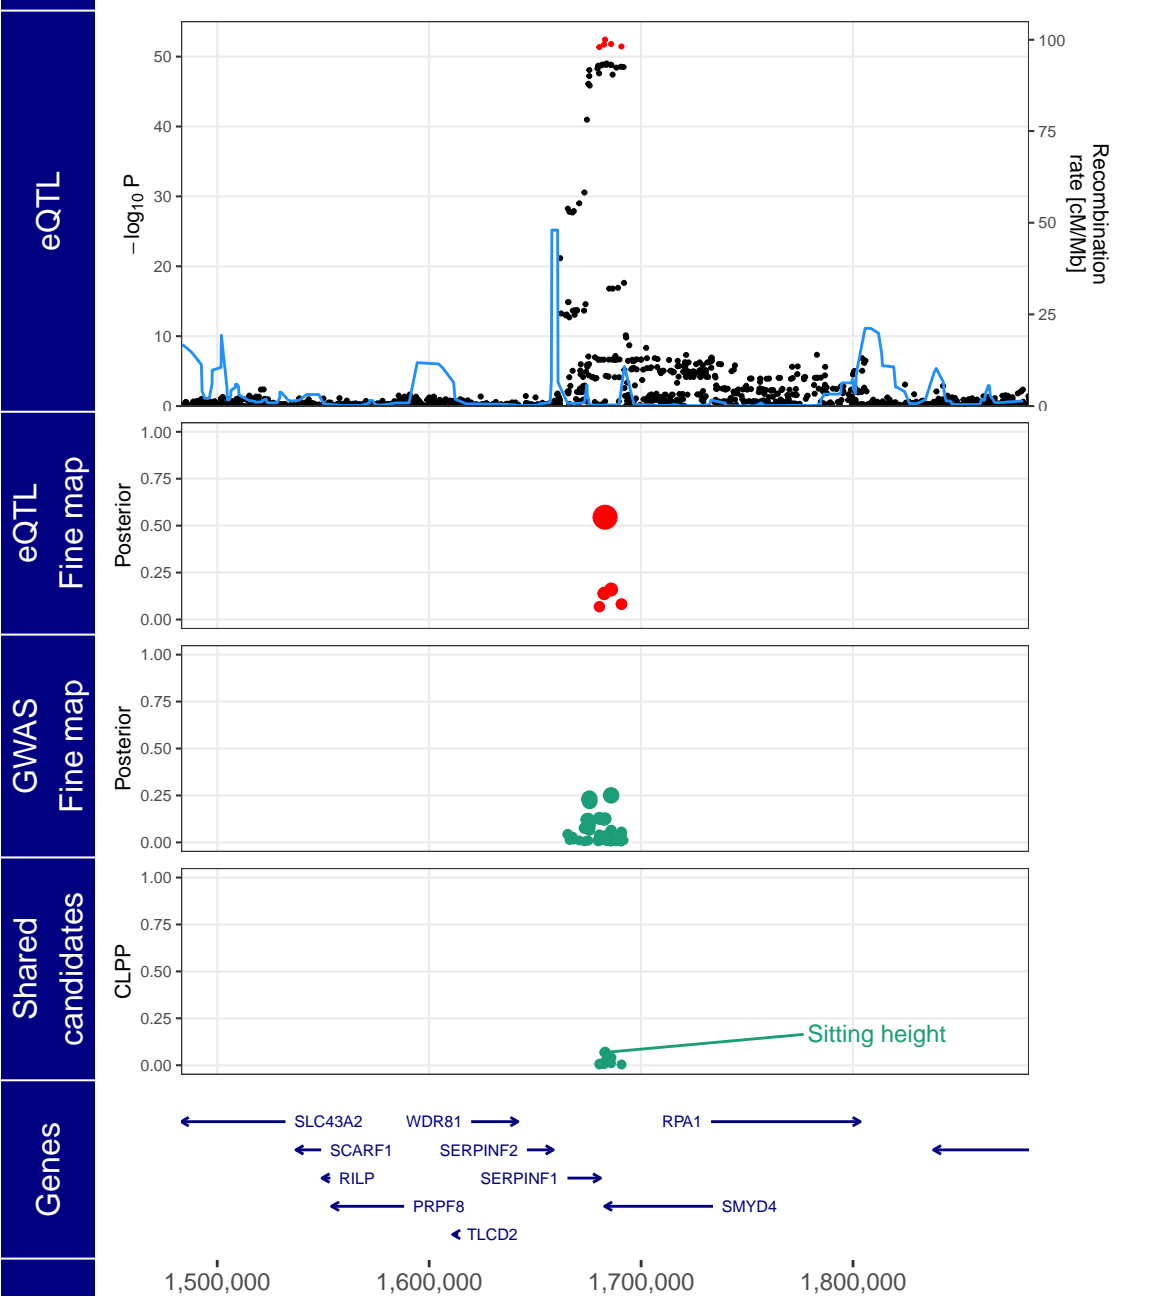 eQTL
50
40
30
20
10
0
−log10 P
100
75
50
25
0
Recombination
rate [cM/Mb]
eQTL
Fine map
1.00
0.75
0.50
0.25
0.00
Posterior
GWAS
Fine map
1.00
0.75
0.50
0.25
0.00
Posterior
Shared
candidates
1.00
0.75
0.50
0.25
0.00
CLPP
Sitting height
Genes
SLC43A2 WDR81 RPA1
SCARF1 SERPINF2
RILP SERPINF1
PRPF8 SMYD4
TLCD2
1,500,000 1,600,000 1,700,000 1,800,000